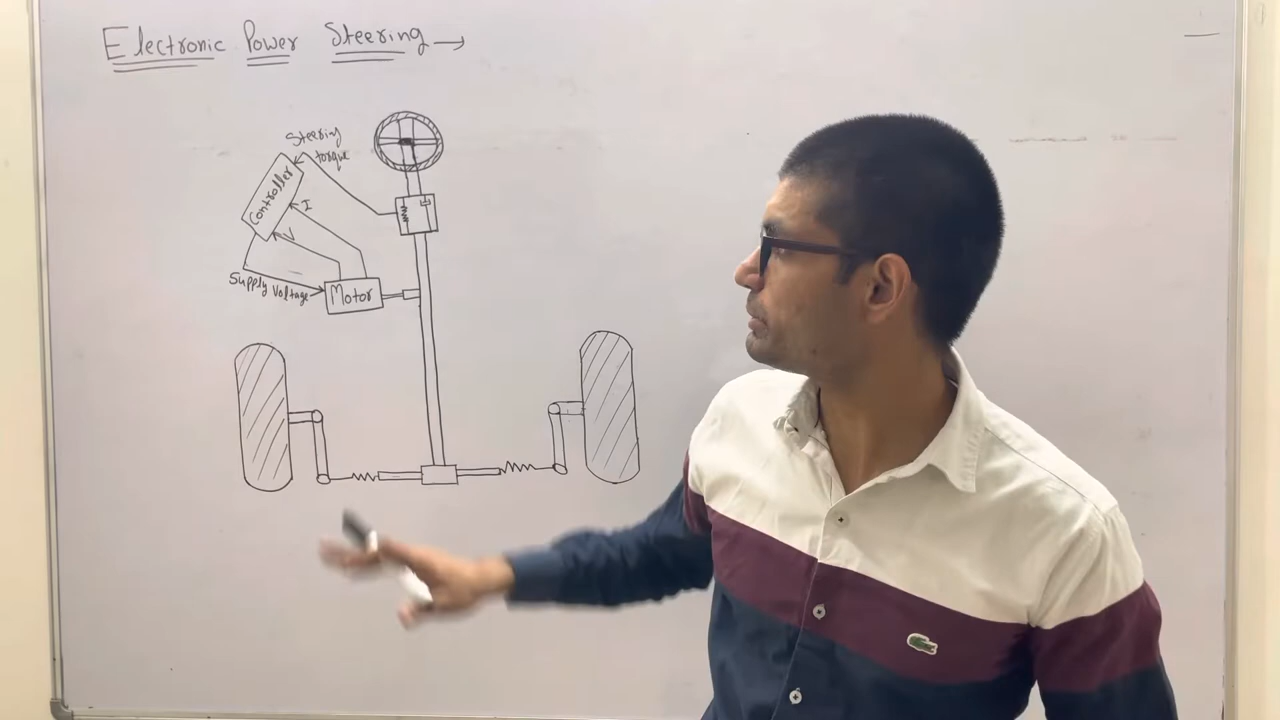 Electronic Power Steering →
Steering
torque
Controller
I
V
Supply Voltage
Motor